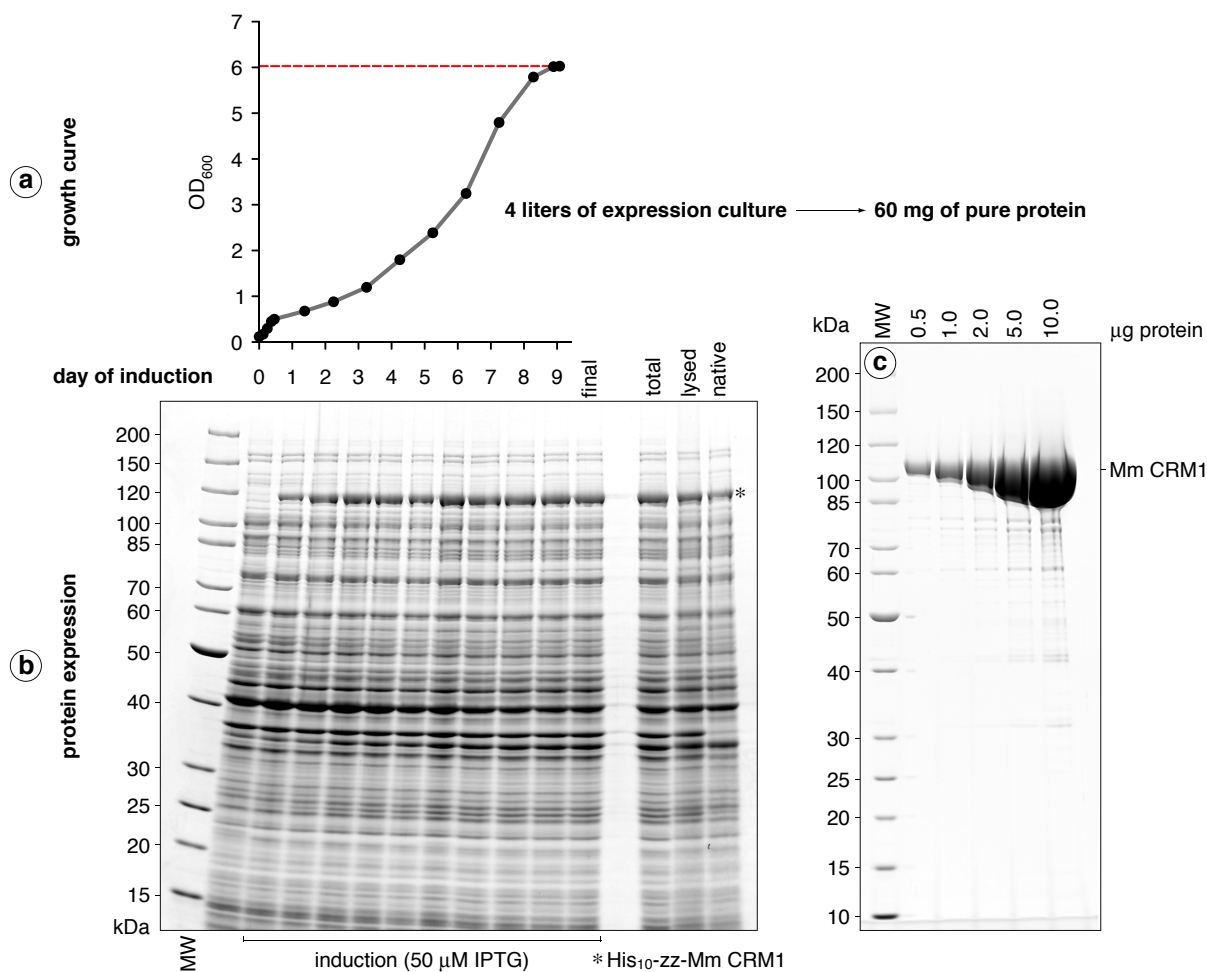 7
6
5
4
3
2
1
0
OD600
a
growth curve
4 liters of expression culture → 60 mg of pure protein
day of induction 0 1 2 3 4 5 6 7 8 9 final total lysed native
200
150
120
100
85
70
60
50
40
30
25
20
15
kDa
MW
*
b
protein expression
induction (50 μM IPTG)
*His10-zz-Mm CRM1
kDa MW 0.5 1.0 2.0 5.0 10.0 μg protein
c
200
150
120
100
85
70
60
50
40
30
25
20
15
10
Mm CRM1